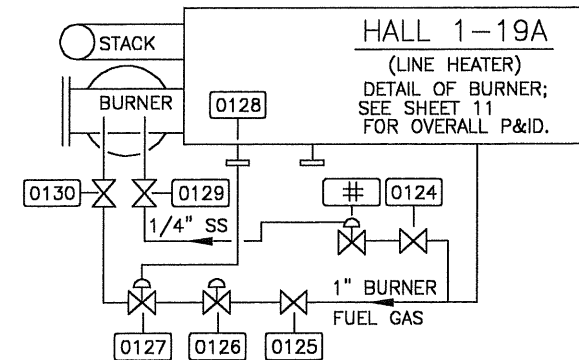 HALL 1-19A
(LINE HEATER)
DETAIL OF BURNER;
SEE SHEET 11
FOR OVERALL P&ID.
STACK
BURNER
0128
0130
0129
#
0124
1/4" SS
1" BURNER
FUEL GAS
0127
0126
0125